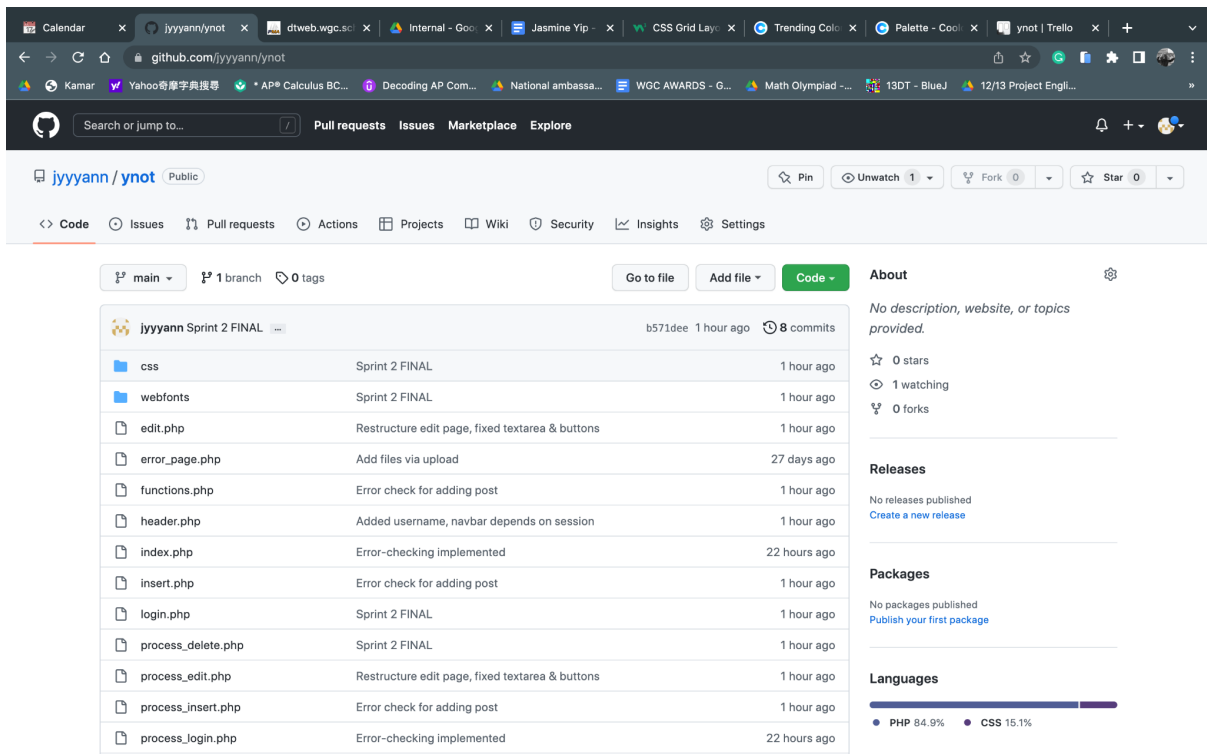 Calendar jyyyann/ynot dtweb.wgc.sch Internal - Goo Jasmine Yip - CSS Grid Layo Trending Colo Palette - Cool ynot | Trello
github.com/jyyyann/ynot
Kamar Yahoo奇摩字典搜尋 * AP® Calculus BC... Decoding AP Com... National ambassa... WGC AWARDS - G... Math Olympiad -... 13DT - BlueJ 12/13 Project Engli... »
Search or jump to... / Pull requests Issues Marketplace Explore
jyyyann / ynot Public Pin Unwatch 1 Fork 0 Star 0
<> Code Issues Pull requests Actions Projects Wiki Security Insights Settings
main 1 branch 0 tags Go to file Add file Code About
No description, website, or topics
provided.
jyyyann Sprint 2 FINAL ... b571dee 1 hour ago 8 commits
0 stars
css Sprint 2 FINAL 1 hour ago
1 watching
webfonts Sprint 2 FINAL 1 hour ago
0 forks
edit.php Restructure edit page, fixed textarea & buttons 1 hour ago
error_page.php Add files via upload 27 days ago
Releases
functions.php Error check for adding post 1 hour ago
No releases published
Create a new release
header.php Added username, navbar depends on session 1 hour ago
index.php Error-checking implemented 22 hours ago
Packages
insert.php Error check for adding post 1 hour ago
No packages published
Publish your first package
login.php Sprint 2 FINAL 1 hour ago
process_delete.php Sprint 2 FINAL 1 hour ago
process_edit.php Restructure edit page, fixed textarea & buttons 1 hour ago
Languages
process_insert.php Error check for adding post 1 hour ago
PHP 84.9% CSS 15.1%
process_login.php Error-checking implemented 22 hours ago